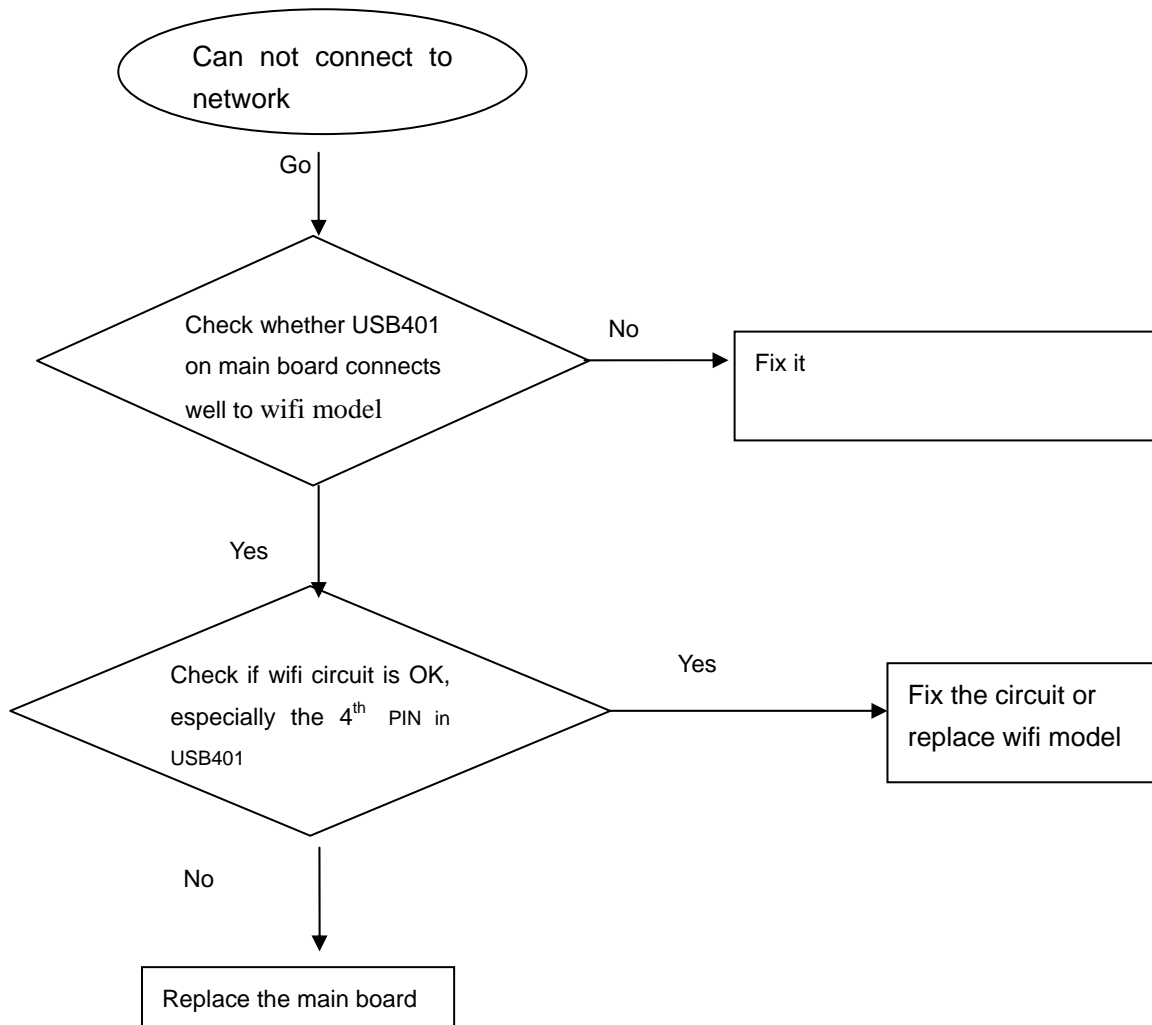 Can not connect to
network
Go
Check whether USB401
on main board connects
well to wifi model
No
Fix it
Yes
Check if wifi circuit is OK,
especially the 4th PIN in
USB401
Yes
Fix the circuit or
replace wifi model
No
Replace the main board